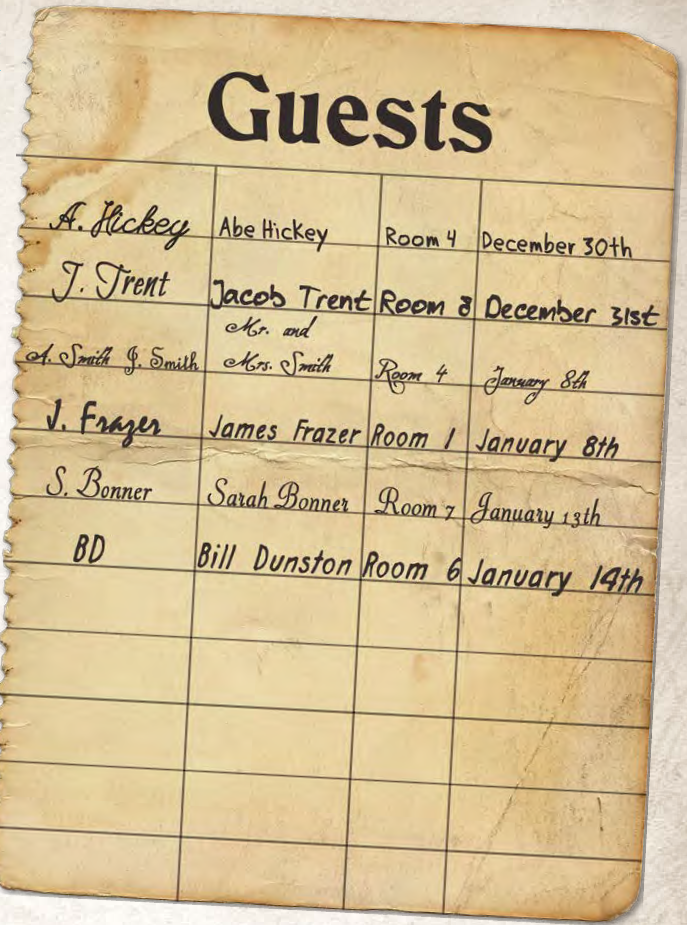 Guests
A. Hickey Abe Hickey Room 4 December 30th
J. Trent Jacob Trent Room 8 December 31st
Mr. and
A. Smith J. Smith Mrs. Smith Room 4 January 8th
J. Frazer James Frazer Room 1 January 8th
S. Bonner Sarah Bonner Room 7 January 13th
BD Bill Dunston Room 6 January 14th